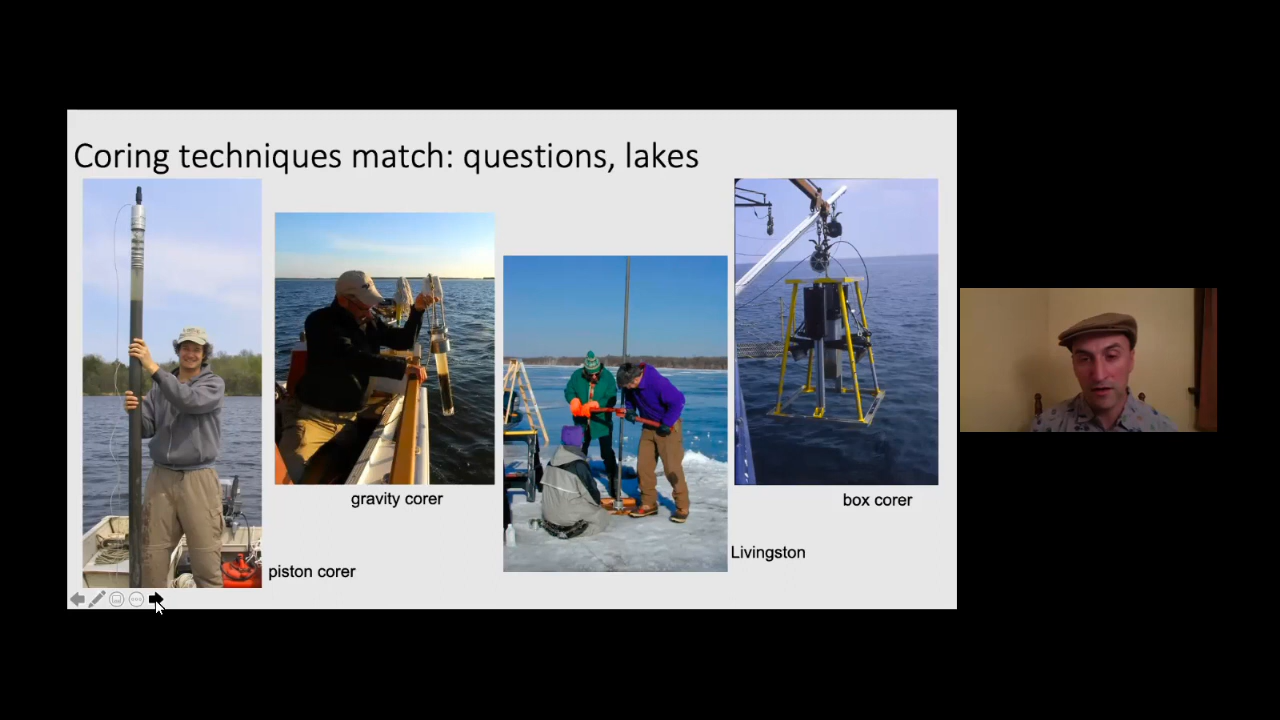 Coring techniques match: questions, lakes
gravity corer
box corer
Livingston
piston corer